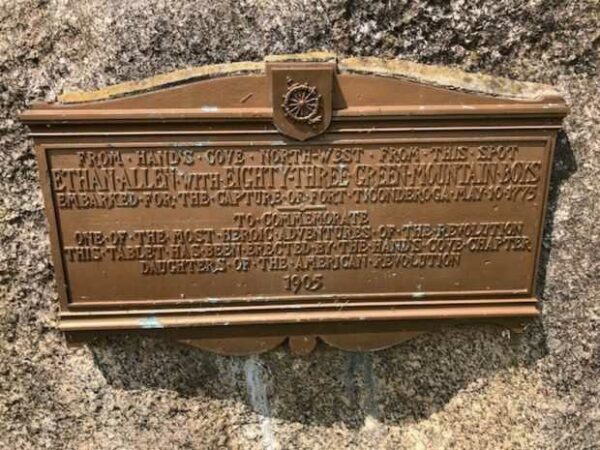 FROM · HAND'S · COVE · NORTH-WEST · FROM · THIS · SPOT
ETHAN · ALLEN · WITH · EIGHTY · THREE · GREEN · MOUNTAIN · BOYS
EMBARKED · FOR · THE · CAPTURE · OF · FORT · TICONDEROGA · MAY · 10 · 1775
TO · COMMEMORATE
ONE · OF · THE · MOST · HEROIC · ADVENTURES · OF · THE · REVOLUTION
THIS · TABLET · HAS · BEEN · ERECTED · BY · THE · HANDS · COVE · CHAPTER
DAUGHTERS · OF · THE · AMERICAN · REVOLUTION
1905